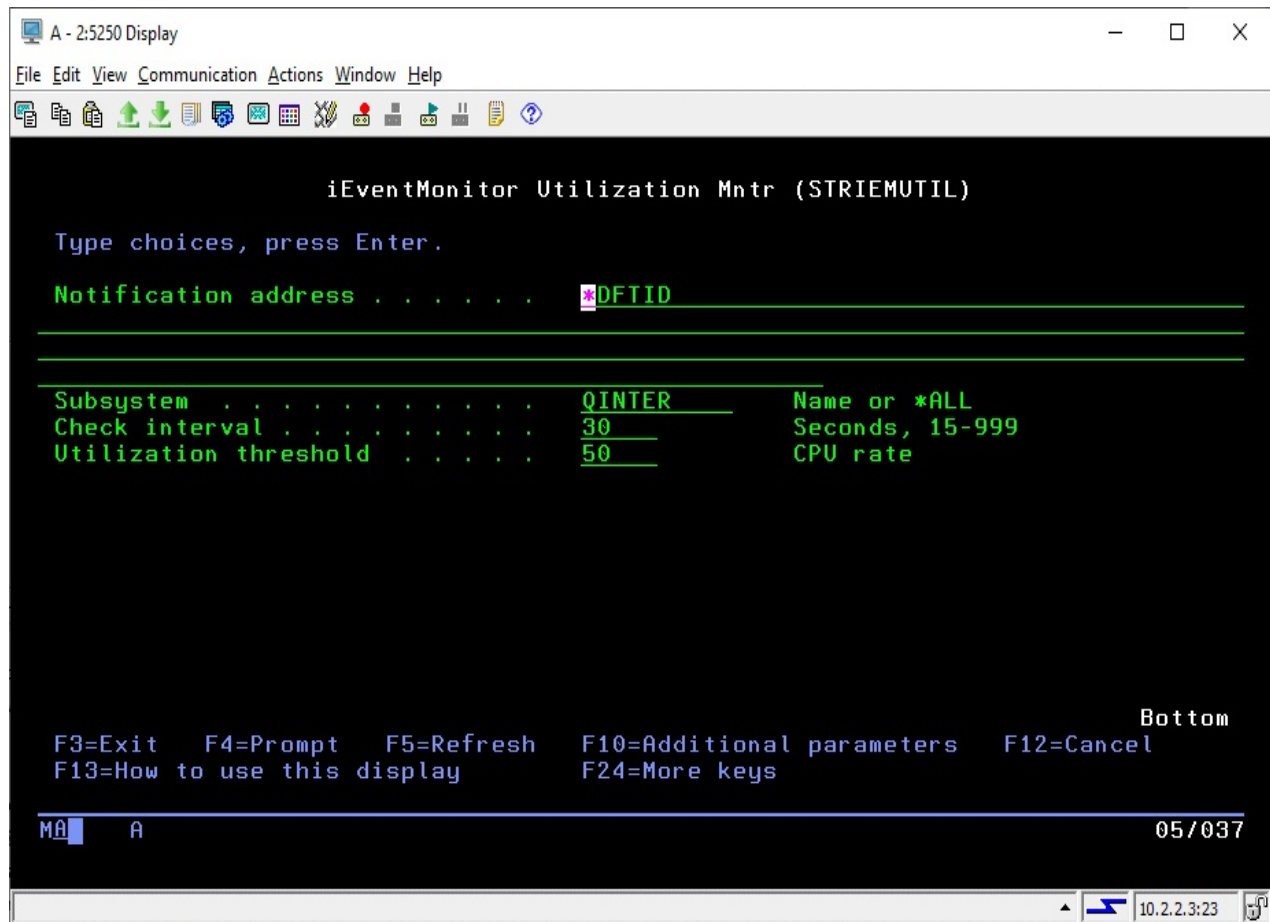 A - 2:5250 Display
File Edit View Communication Actions Window Help
iEventMonitor Utilization Mntr (STRIEMUTIL)
Type choices, press Enter.
Notification address . . . . . . *DFTID
Subsystem . . . . . . . . . . . QINTER Name or *ALL
Check interval . . . . . . . . . 30 Seconds, 15-999
Utilization threshold . . . . . 50 CPU rate
Bottom
F3=Exit F4=Prompt F5=Refresh F10=Additional parameters F12=Cancel
F13=How to use this display F24=More keys
MA A 05/037
10.2.2.3:23